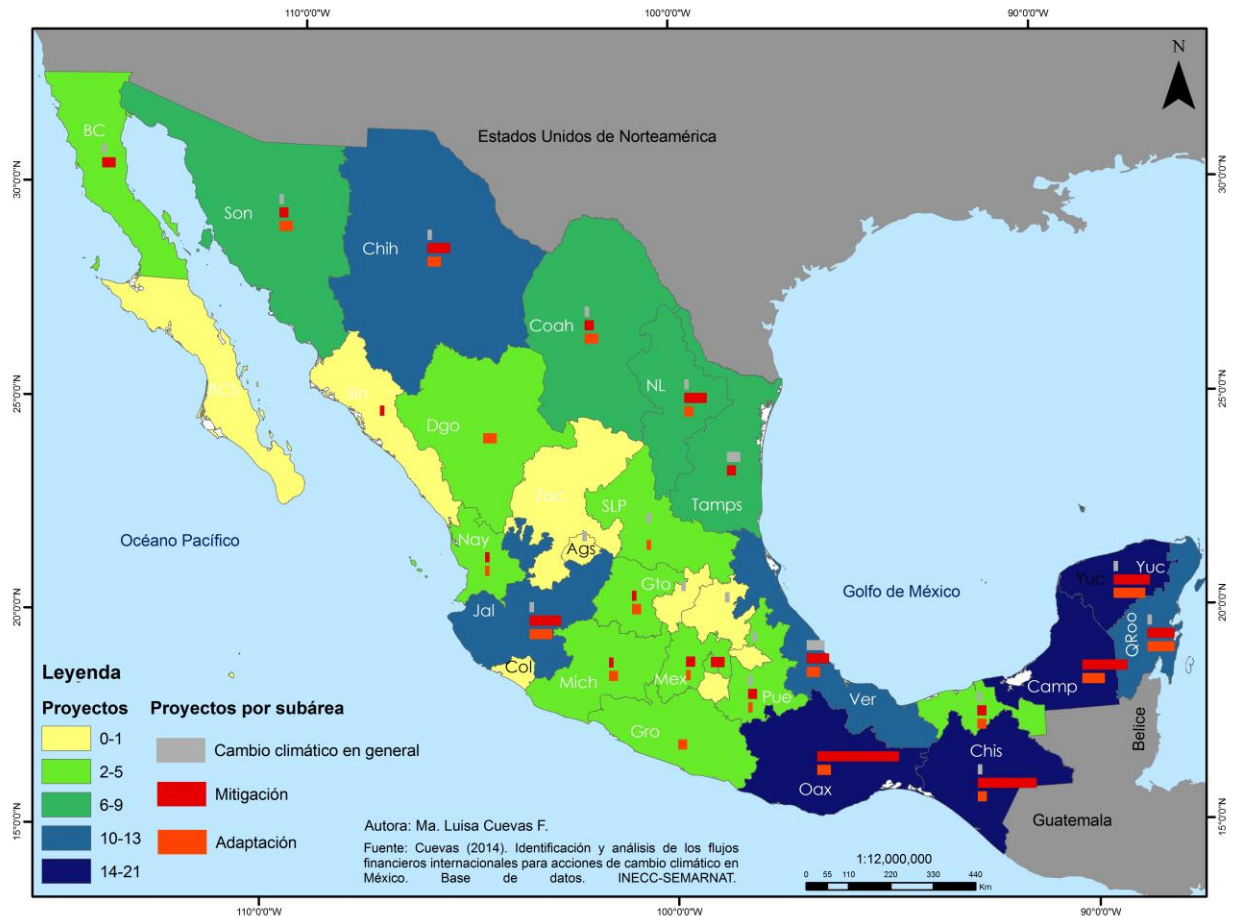 110°0'0"W
100°0'0"W
90°0'0"W
N
Estados Unidos de Norteamérica
30°0'0"N
30°0'0"N
BC
Son
Chih
Coah
NL
25°0'0"N
25°0'0"N
BCS
Sin
Dgo
Zac
SLP
Tamps
Océano Pacífico
Nay
Ags
Gto
Golfo de México
Yuc
Yuc
20°0'0"N
20°0'0"N
Jal
QRoo
Col
Mich
Mex
Pue
Ver
Camp
Gro
Belice
Oax
Chis
Guatemala
15°0'0"N
15°0'0"N
Leyenda
Proyectos
0-1
2-5
6-9
10-13
14-21
Proyectos por subárea
Cambio climático en general
Mitigación
Adaptación
Autora: Ma. Luisa Cuevas F.
Fuente: Cuevas (2014). Identificación y análisis de los flujos
financieros internacionales para acciones de cambio climático en
México. Base de datos. INECC-SEMARNAT.
1:12,000,000
0 55 110 220 330 440
Km
110°0'0"W
100°0'0"W
90°0'0"W